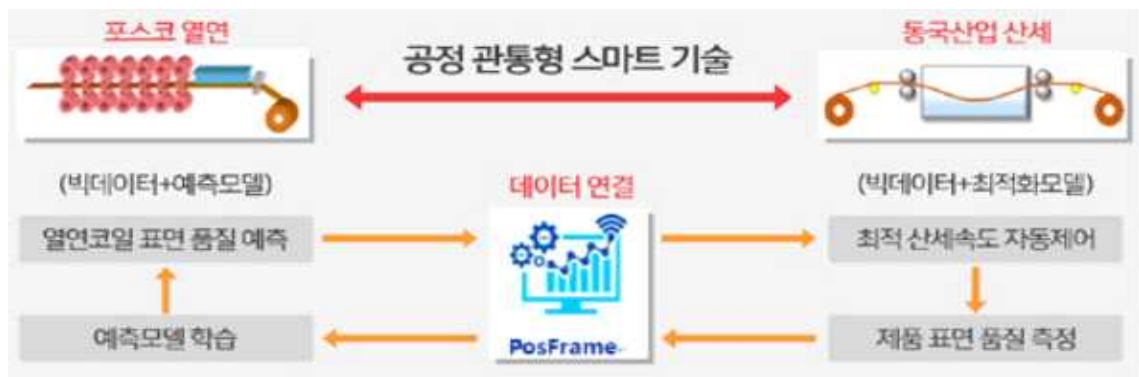 포스코 열연
공정 관통형 스마트 기술
동국산업 산세
(빅데이터+예측모델)
데이터 연결
(빅데이터+최적화모델)
열연코일 표면 품질 예측
최적 산세속도 자동제어
예측모델 학습
PosFrame
제품 표면 품질 측정